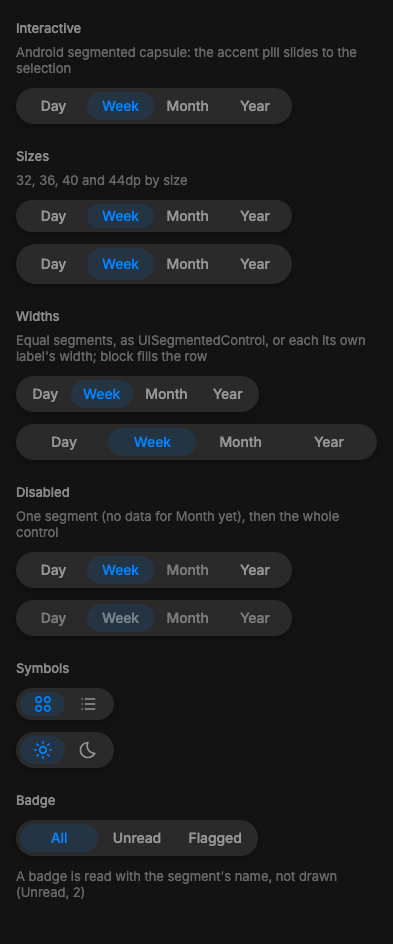 Interactive
Android segmented capsule: the accent pill slides to the
selection
Day Week Month Year
Sizes
32, 36, 40 and 44dp by size
Day Week Month Year
Day Week Month Year
Widths
Equal segments, as UISegmentedControl, or each its own
label's width; block fills the row
Day Week Month Year
Day Week Month Year
Disabled
One segment (no data for Month yet), then the whole
control
Day Week Month Year
Day Week Month Year
Symbols
Badge
All Unread Flagged
A badge is read with the segment's name, not drawn
(Unread, 2)